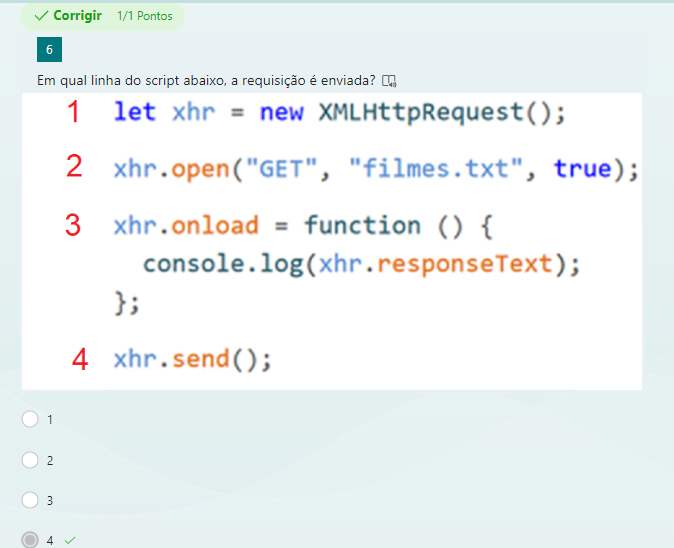 Corrigir 1/1 Pontos
6
Em qual linha do script abaixo, a requisição é enviada?
1 let xhr = new XMLHttpRequest();
2 xhr.open("GET", "filmes.txt", true);
3 xhr.onload = function () {
console.log(xhr.responseText);
};
4 xhr.send();
1
2
3
4